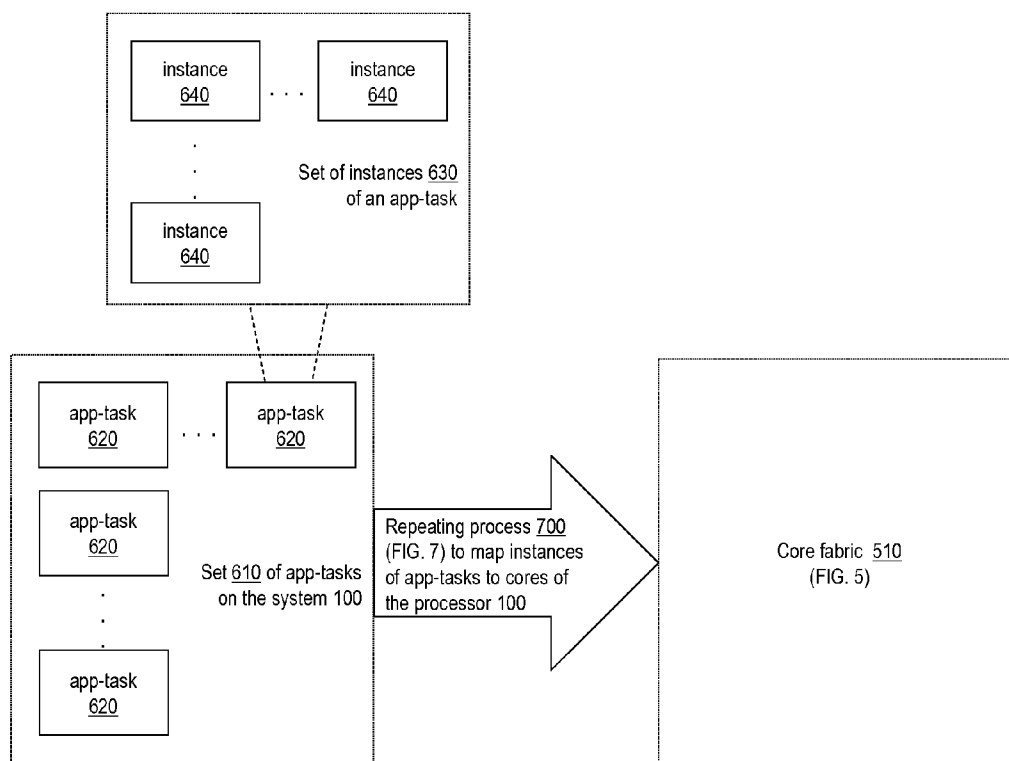 instance
640
. . .
instance
640
Set of instances 630
of an app-task
instance
640
app-task
620
. . .
app-task
620
app-task
620
Set 610 of app-tasks
on the system 100
app-task
620
Repeating process 700
(FIG. 7) to map instances
of app-tasks to cores of
the processor 100
Core fabric 510
(FIG. 5)